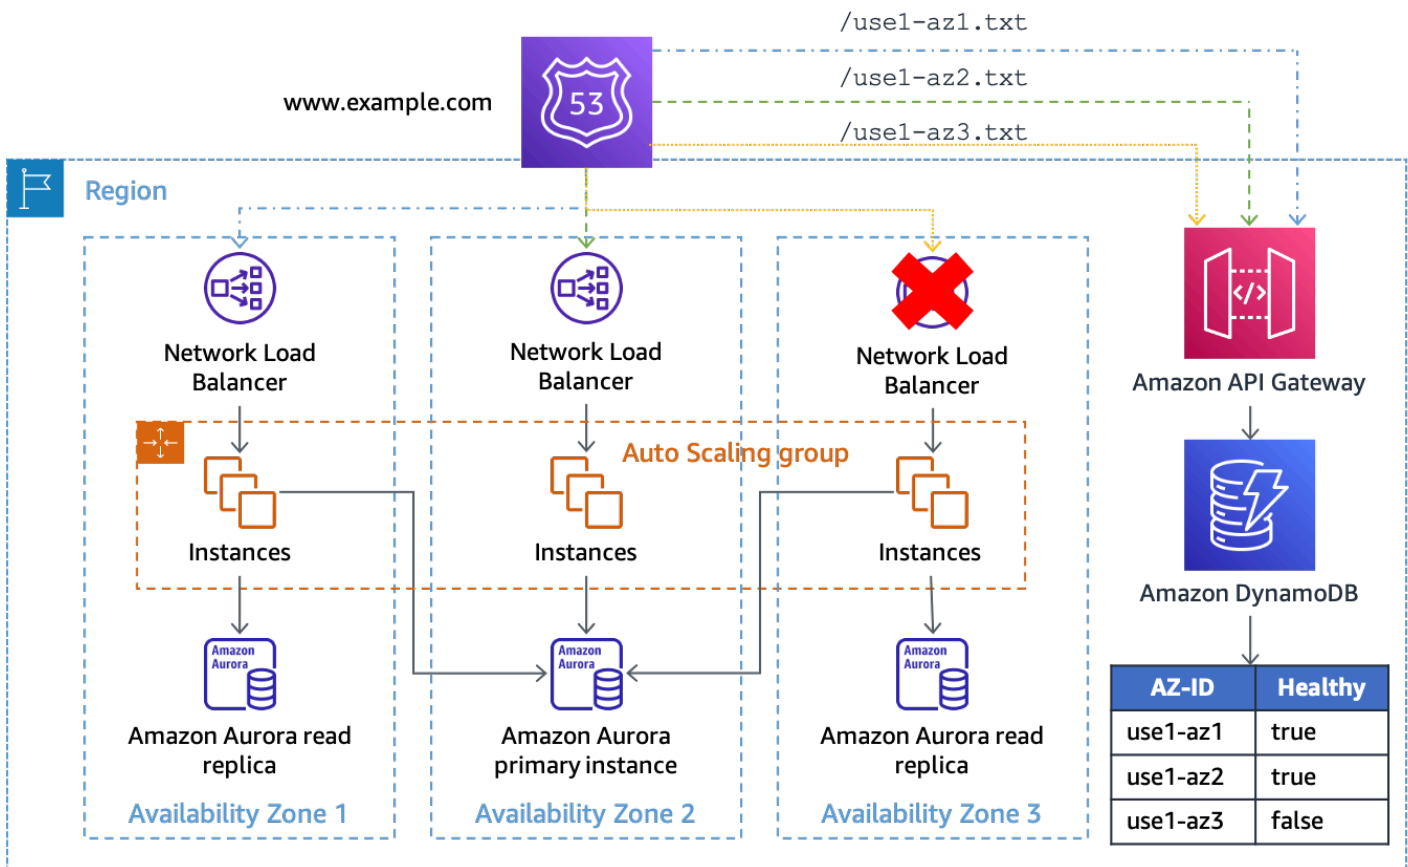 /use1-az1.txt
/use1-az2.txt
/use1-az3.txt
www.example.com
53
Region
Network Load
Balancer
Network Load
Balancer
Network Load
Balancer
</>
Amazon API Gateway
Auto Scaling group
Instances
Instances
Instances
Amazon DynamoDB
Amazon
Aurora
Amazon
Aurora
Amazon
Aurora
Amazon Aurora read
replica
Amazon Aurora
primary instance
Amazon Aurora read
replica
Availability Zone 1
Availability Zone 2
Availability Zone 3
AZ-ID Healthy
use1-az1 true
use1-az2 true
use1-az3 false